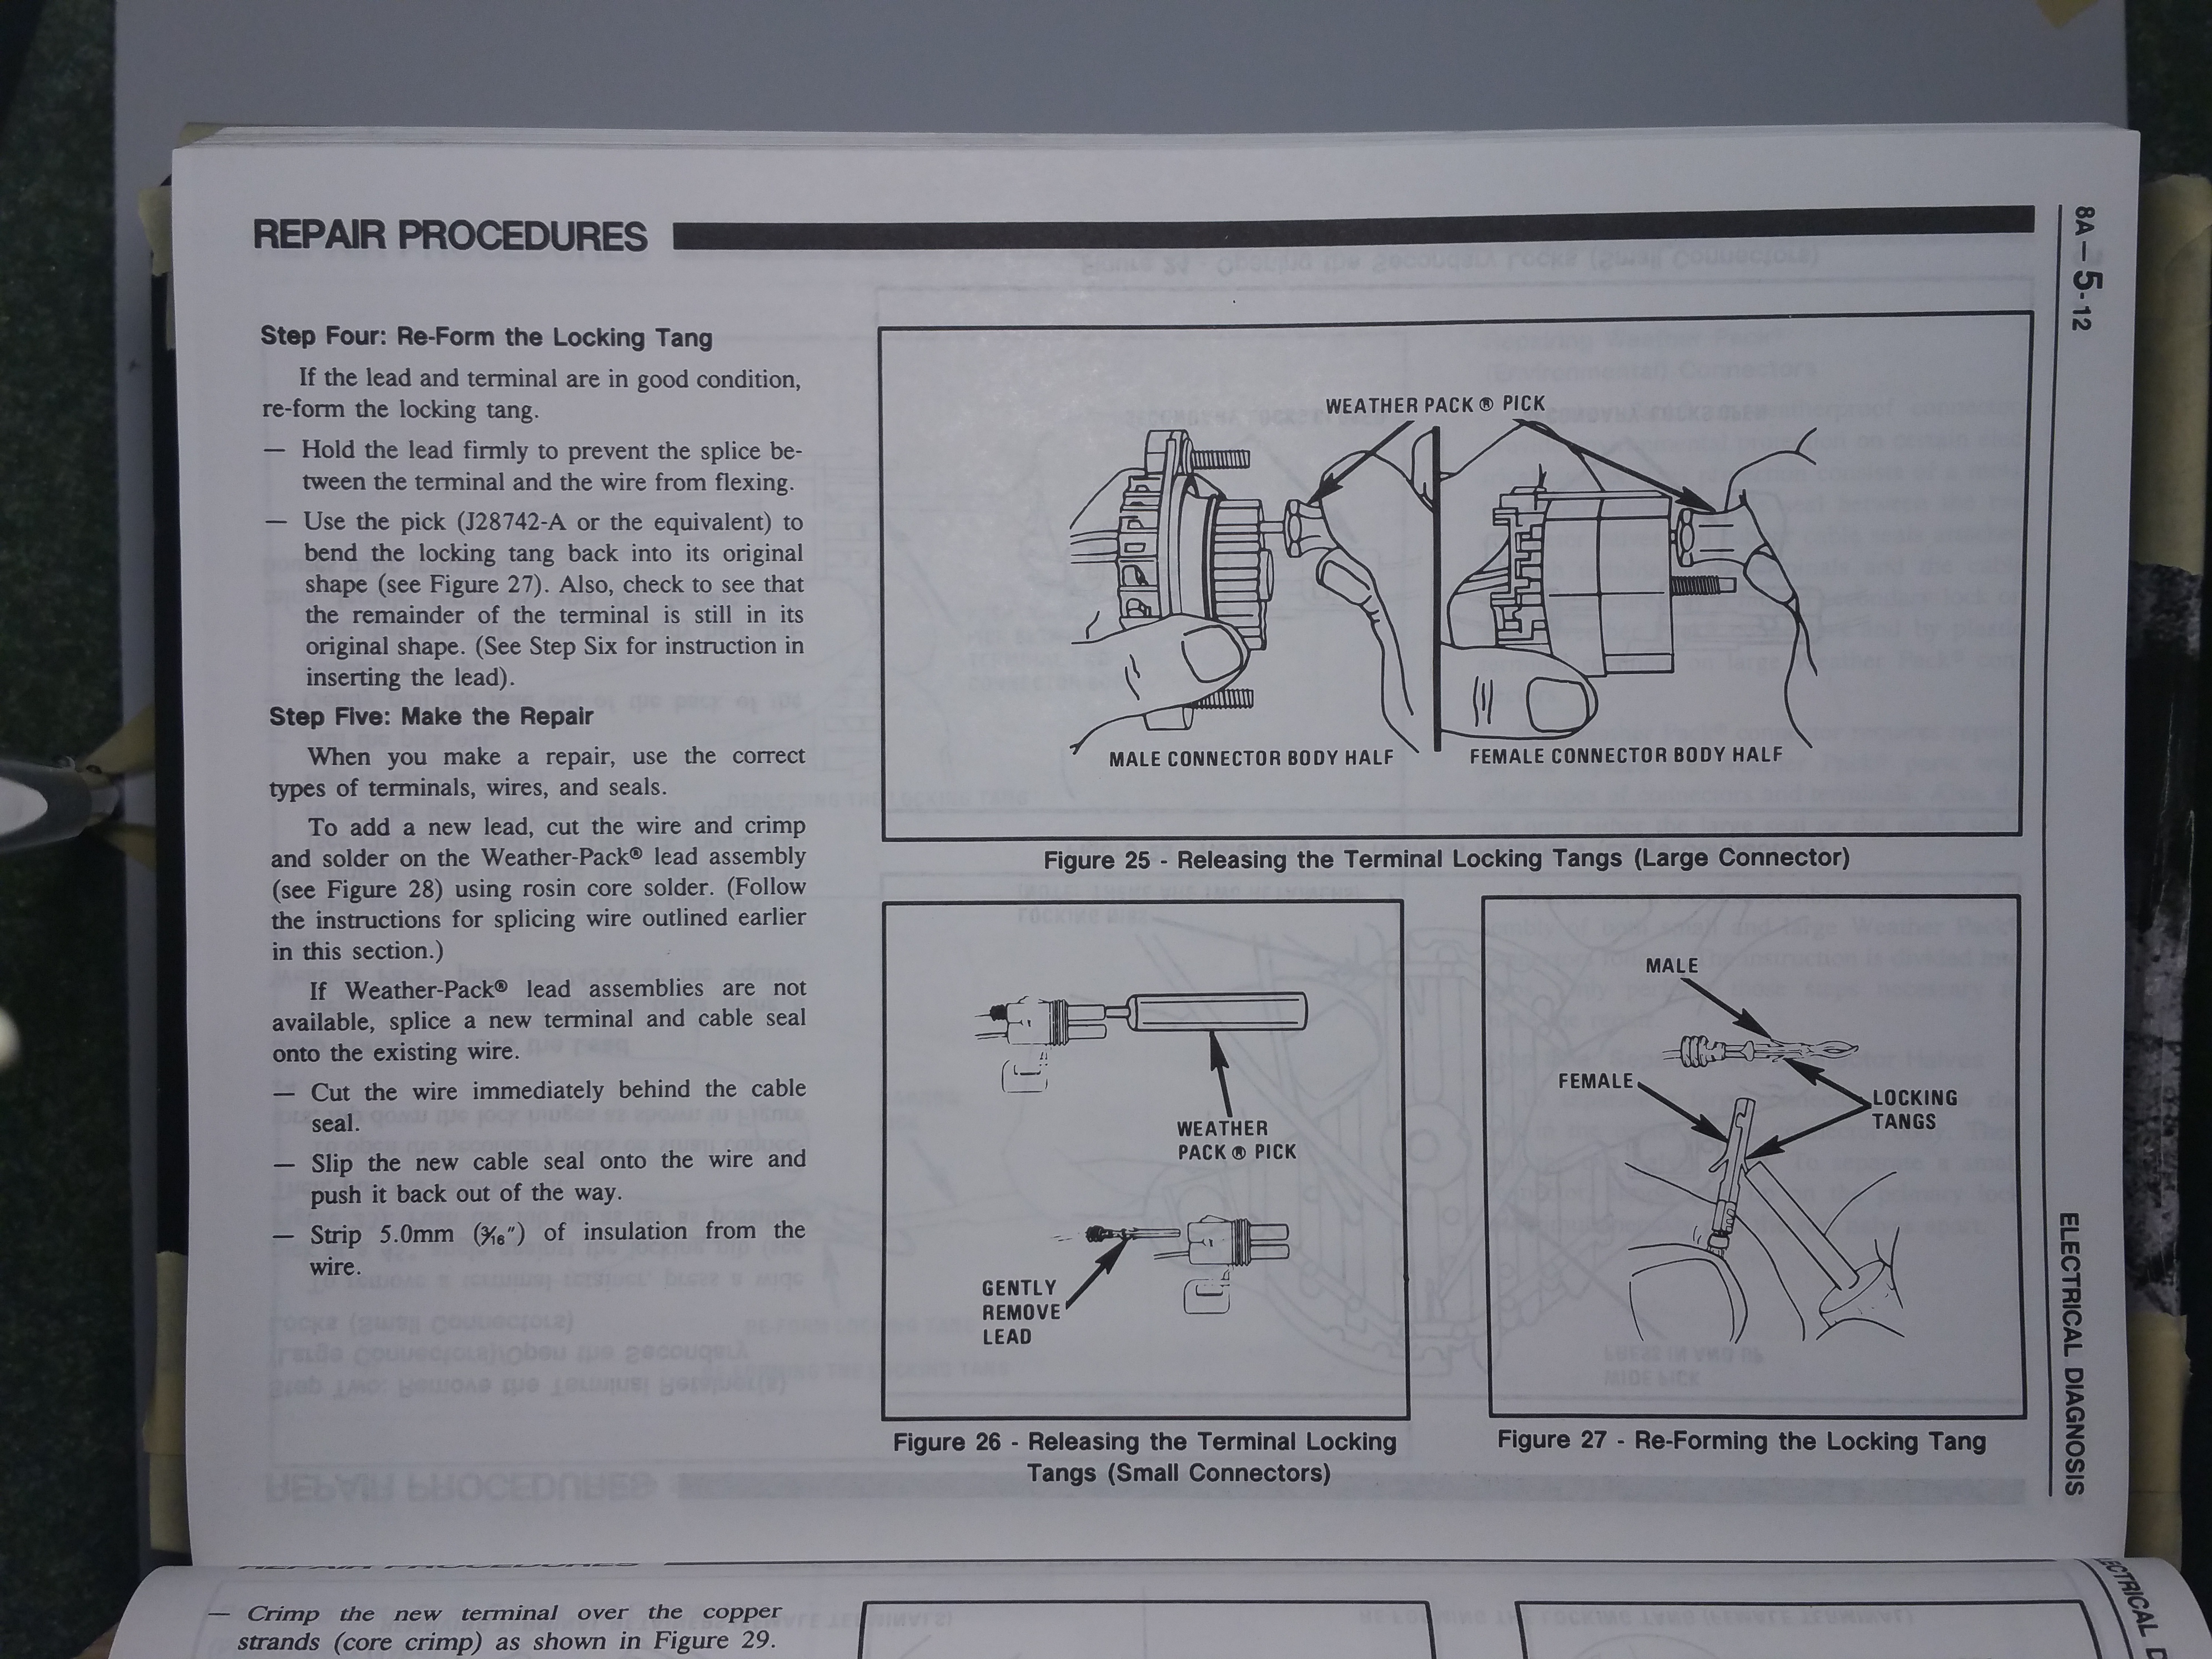 REPAIR PROCEDURES
8A—5-12
Step Four: Re-Form the Locking Tang
If the lead and terminal are in good condition,
re-form the locking tang.
— Hold the lead firmly to prevent the splice be-
tween the terminal and the wire from flexing.
— Use the pick (J28742-A or the equivalent) to
bend the locking tang back into its original
shape (see Figure 27). Also, check to see that
the remainder of the terminal is still in its
original shape. (See Step Six for instruction in
inserting the lead).
Step Five: Make the Repair
When you make a repair, use the correct
types of terminals, wires, and seals.
To add a new lead, cut the wire and crimp
and solder on the Weather-Pack® lead assembly
(see Figure 28) using rosin core solder. (Follow
the instructions for splicing wire outlined earlier
in this section.)
If Weather-Pack® lead assemblies are not
available, splice a new terminal and cable seal
onto the existing wire.
— Cut the wire immediately behind the cable
seal.
— Slip the new cable seal onto the wire and
push it back out of the way.
— Strip 5.0mm (3⁄16″) of insulation from the
wire.
WEATHER PACK ® PICK
MALE CONNECTOR BODY HALF
FEMALE CONNECTOR BODY HALF
Figure 25 - Releasing the Terminal Locking Tangs (Large Connector)
WEATHER
PACK ® PICK
GENTLY
REMOVE
LEAD
Figure 26 - Releasing the Terminal Locking
Tangs (Small Connectors)
MALE
FEMALE
LOCKING
TANGS
Figure 27 - Re-Forming the Locking Tang
ELECTRICAL DIAGNOSIS
— Crimp the new terminal over the copper
strands (core crimp) as shown in Figure 29.